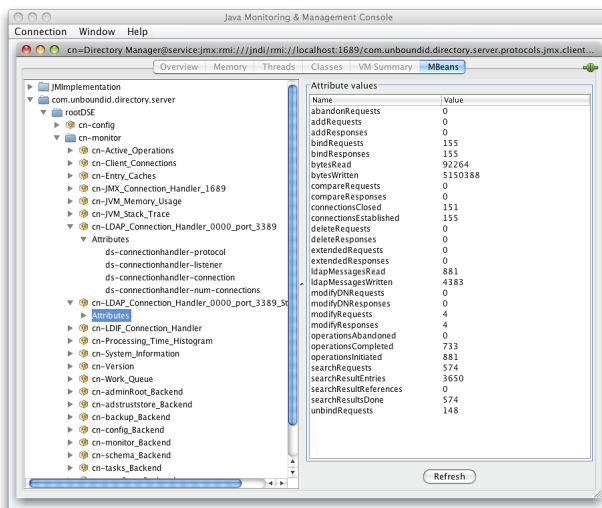 Java Monitoring & Management Console
Connection Window Help
cn=Directory Manager@service:jmx:rmi:///jndi/rmi://localhost:1689/com.unboundid.directory.server.protocols.jmx.client...
Overview Memory Threads Classes VM Summary MBeans
JMImplementation
com.unboundid.directory.server
rootDSE
cn-config
cn-monitor
cn-Active_Operations
cn-Client_Connections
cn-Entry_Caches
cn-JMX_Connection_Handler_1689
cn-JVM_Memory_Usage
cn-JVM_Stack_Trace
cn-LDAP_Connection_Handler_0000_port_3389
Attributes
ds-connectionhandler-protocol
ds-connectionhandler-listener
ds-connectionhandler-connection
ds-connectionhandler-num-connections
cn-LDAP_Connection_Handler_0000_port_3389_St
Attributes
cn-LDIF_Connection_Handler
cn-Processing_Time_Histogram
cn-System_Information
cn-Version
cn-Work_Queue
cn-adminRoot_Backend
cn-adstruststore_Backend
cn-backup_Backend
cn-config_Backend
cn-monitor_Backend
cn-schema_Backend
cn-tasks_Backend
Attribute values
Name Value
abandonRequests 0
addRequests 0
addResponses 0
bindRequests 155
bindResponses 155
bytesRead 92264
bytesWritten 5150388
compareRequests 0
compareResponses 0
connectionsClosed 151
connectionsEstablished 155
deleteRequests 0
deleteResponses 0
extendedRequests 0
extendedResponses 0
ldapMessagesRead 881
ldapMessagesWritten 4383
modifyDNRequests 0
modifyDNResponses 0
modifyRequests 4
modifyResponses 4
operationsAbandoned 0
operationsCompleted 733
operationsInitiated 881
searchRequests 574
searchResultEntries 3650
searchResultReferences 0
searchResultsDone 574
unbindRequests 148
Refresh